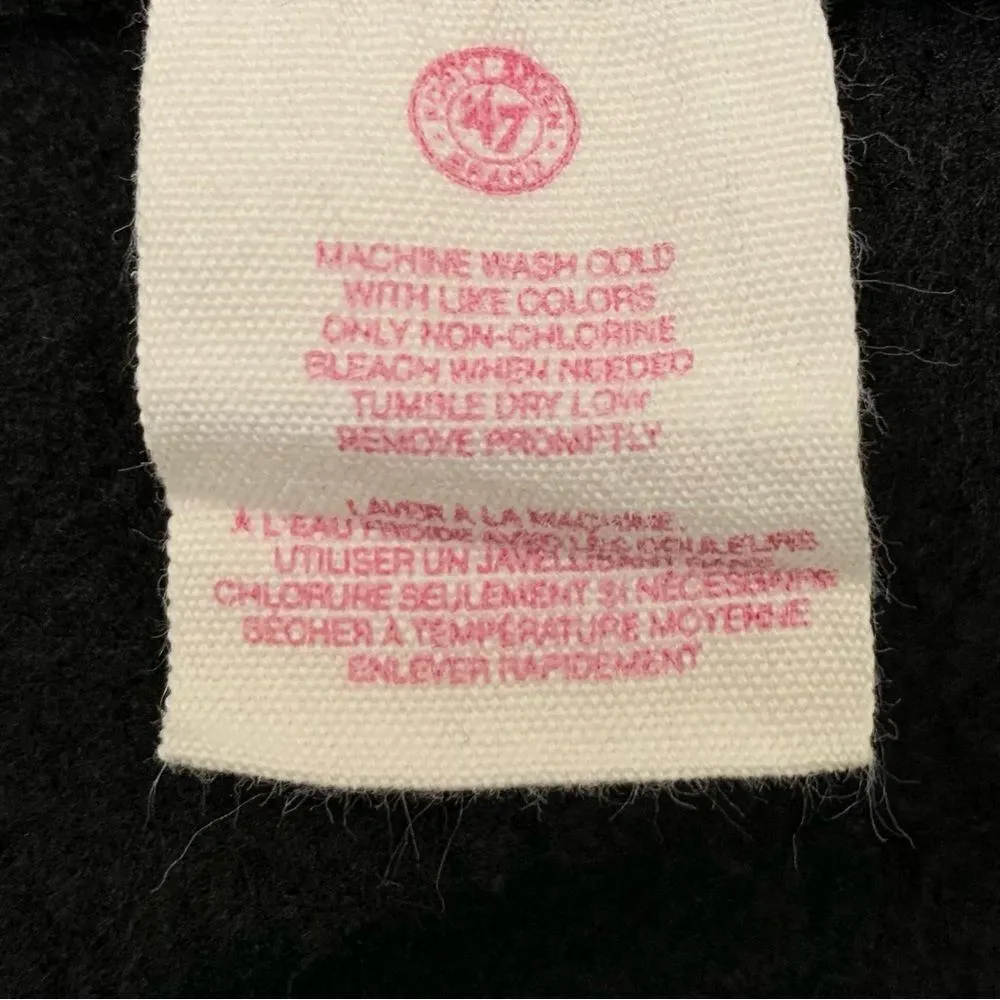 FORTY SEVEN
47
BRAND
MACHINE WASH COLD
WITH LIKE COLORS
ONLY NON-CHLORINE
BLEACH WHEN NEEDED
TUMBLE DRY LOW
REMOVE PROMPTLY
LAVER A LA MACHINE
À L'EAU FROIDE AVEC LES COULEURS
UTILISER UN JAVELLISANT
CHLORURE SEULEMENT SI NÉCESSAIRE
SÉCHER À TEMPÉRATURE MOYENNE
ENLEVER RAPIDEMENT